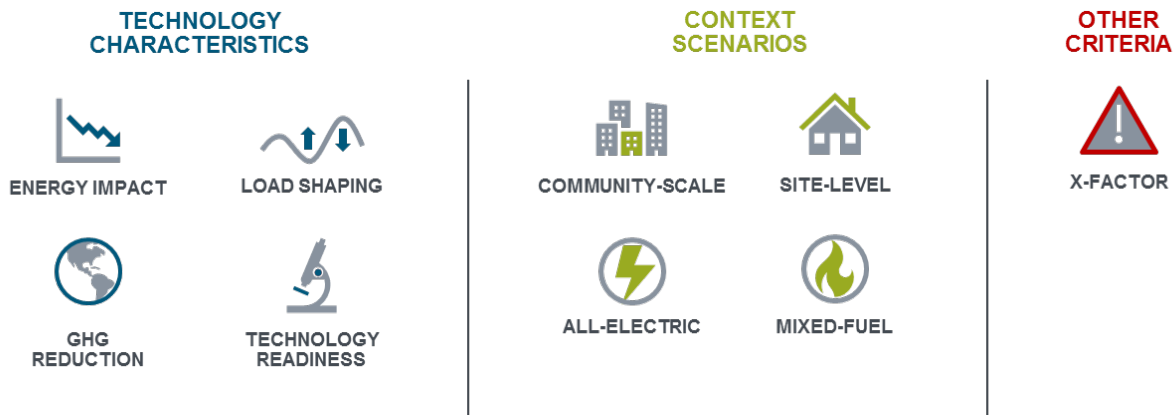 TECHNOLOGY
CHARACTERISTICS
ENERGY IMPACT
LOAD SHAPING
GHG
REDUCTION
TECHNOLOGY
READINESS
CONTEXT
SCENARIOS
COMMUNITY-SCALE
SITE-LEVEL
ALL-ELECTRIC
MIXED-FUEL
OTHER
CRITERIA
X-FACTOR